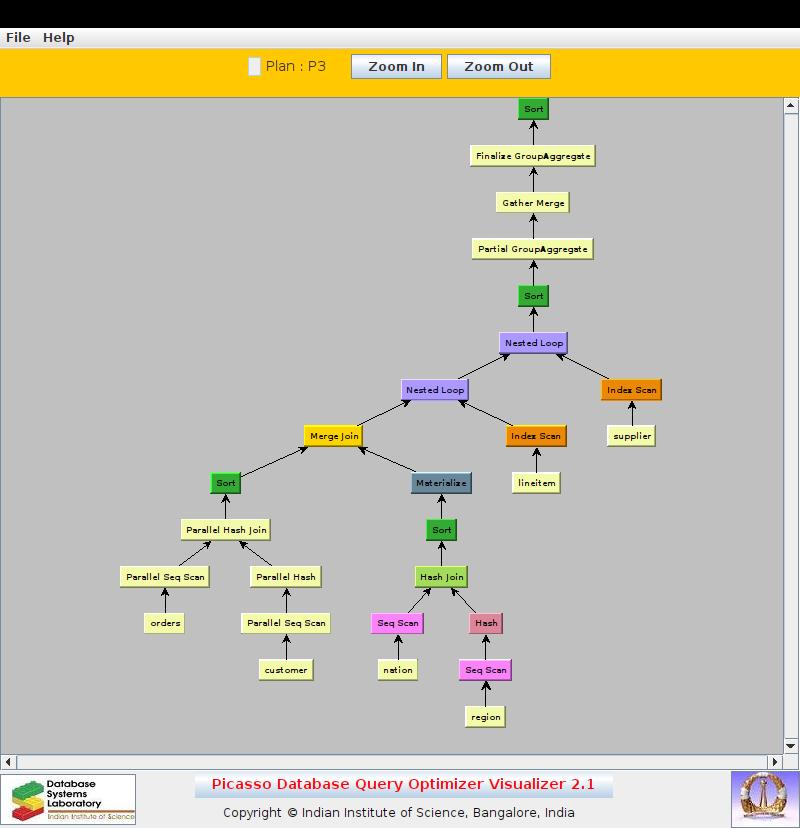 File Help
Plan : P3 Zoom In Zoom Out
Sort
Finalize GroupAggregate
Gather Merge
Partial GroupAggregate
Sort
Nested Loop
Nested Loop Index Scan
Merge Join Index Scan supplier
Sort Materialize lineitem
Parallel Hash Join Sort
Parallel Seq Scan Parallel Hash Hash Join
orders Parallel Seq Scan Seq Scan Hash
customer nation Seq Scan
region
Database
Systems
Laboratory
Indian Institute of Science
Picasso Database Query Optimizer Visualizer 2.1
Copyright © Indian Institute of Science, Bangalore, India